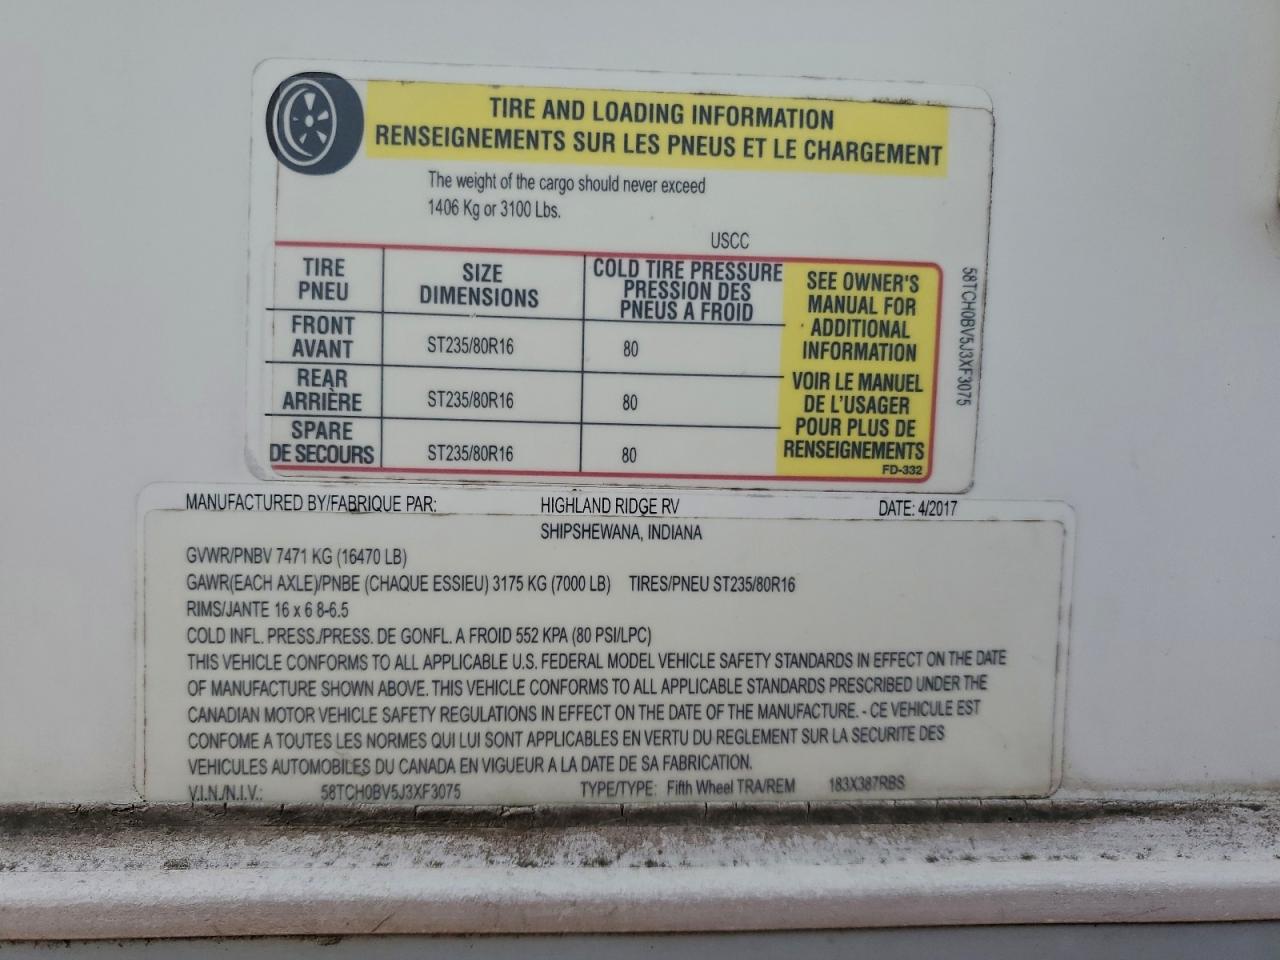 TIRE AND LOADING INFORMATION
RENSEIGNEMENTS SUR LES PNEUS ET LE CHARGEMENT
The weight of the cargo should never exceed
1406 Kg or 3100 Lbs.
USCC
TIRE PNEU
SIZE DIMENSIONS
COLD TIRE PRESSURE
PRESSION DES
PNEUS A FROID
FRONT AVANT ST235/80R16 80
REAR ARRIÈRE ST235/80R16 80
SPARE DE SECOURS ST235/80R16 80
SEE OWNER'S
MANUAL FOR
ADDITIONAL
INFORMATION
VOIR LE MANUEL
DE L'USAGER
POUR PLUS DE
RENSEIGNEMENTS
FD-332
58TCH0BV5J3XF3075
MANUFACTURED BY/FABRIQUE PAR: HIGHLAND RIDGE RV DATE: 4/2017
SHIPSHEWANA, INDIANA
GVWR/PNBV 7471 KG (16470 LB)
GAWR(EACH AXLE)/PNBE (CHAQUE ESSIEU) 3175 KG (7000 LB) TIRES/PNEU ST235/80R16
RIMS/JANTE 16 x 6 8-6.5
COLD INFL. PRESS./PRESS. DE GONFL. A FROID 552 KPA (80 PSI/LPC)
THIS VEHICLE CONFORMS TO ALL APPLICABLE U.S. FEDERAL MODEL VEHICLE SAFETY STANDARDS IN EFFECT ON THE DATE
OF MANUFACTURE SHOWN ABOVE. THIS VEHICLE CONFORMS TO ALL APPLICABLE STANDARDS PRESCRIBED UNDER THE
CANADIAN MOTOR VEHICLE SAFETY REGULATIONS IN EFFECT ON THE DATE OF THE MANUFACTURE. - CE VEHICULE EST
CONFOME A TOUTES LES NORMES QUI LUI SONT APPLICABLES EN VERTU DU REGLEMENT SUR LA SECURITE DES
VEHICULES AUTOMOBILES DU CANADA EN VIGUEUR A LA DATE DE SA FABRICATION.
V.I.N./N.I.V.: 58TCH0BV5J3XF3075 TYPE/TYPE: Fifth Wheel TRA/REM 183X387RBS